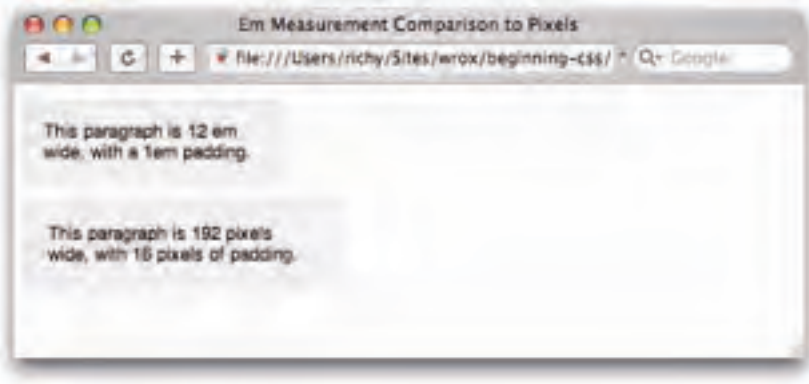 Em Measurement Comparison to Pixels
file:///Users/richy/Sites/wrox/beginning-css/ Google
This paragraph is 12 em
wide, with a 1em padding.
This paragraph is 192 pixels
wide, with 16 pixels of padding.